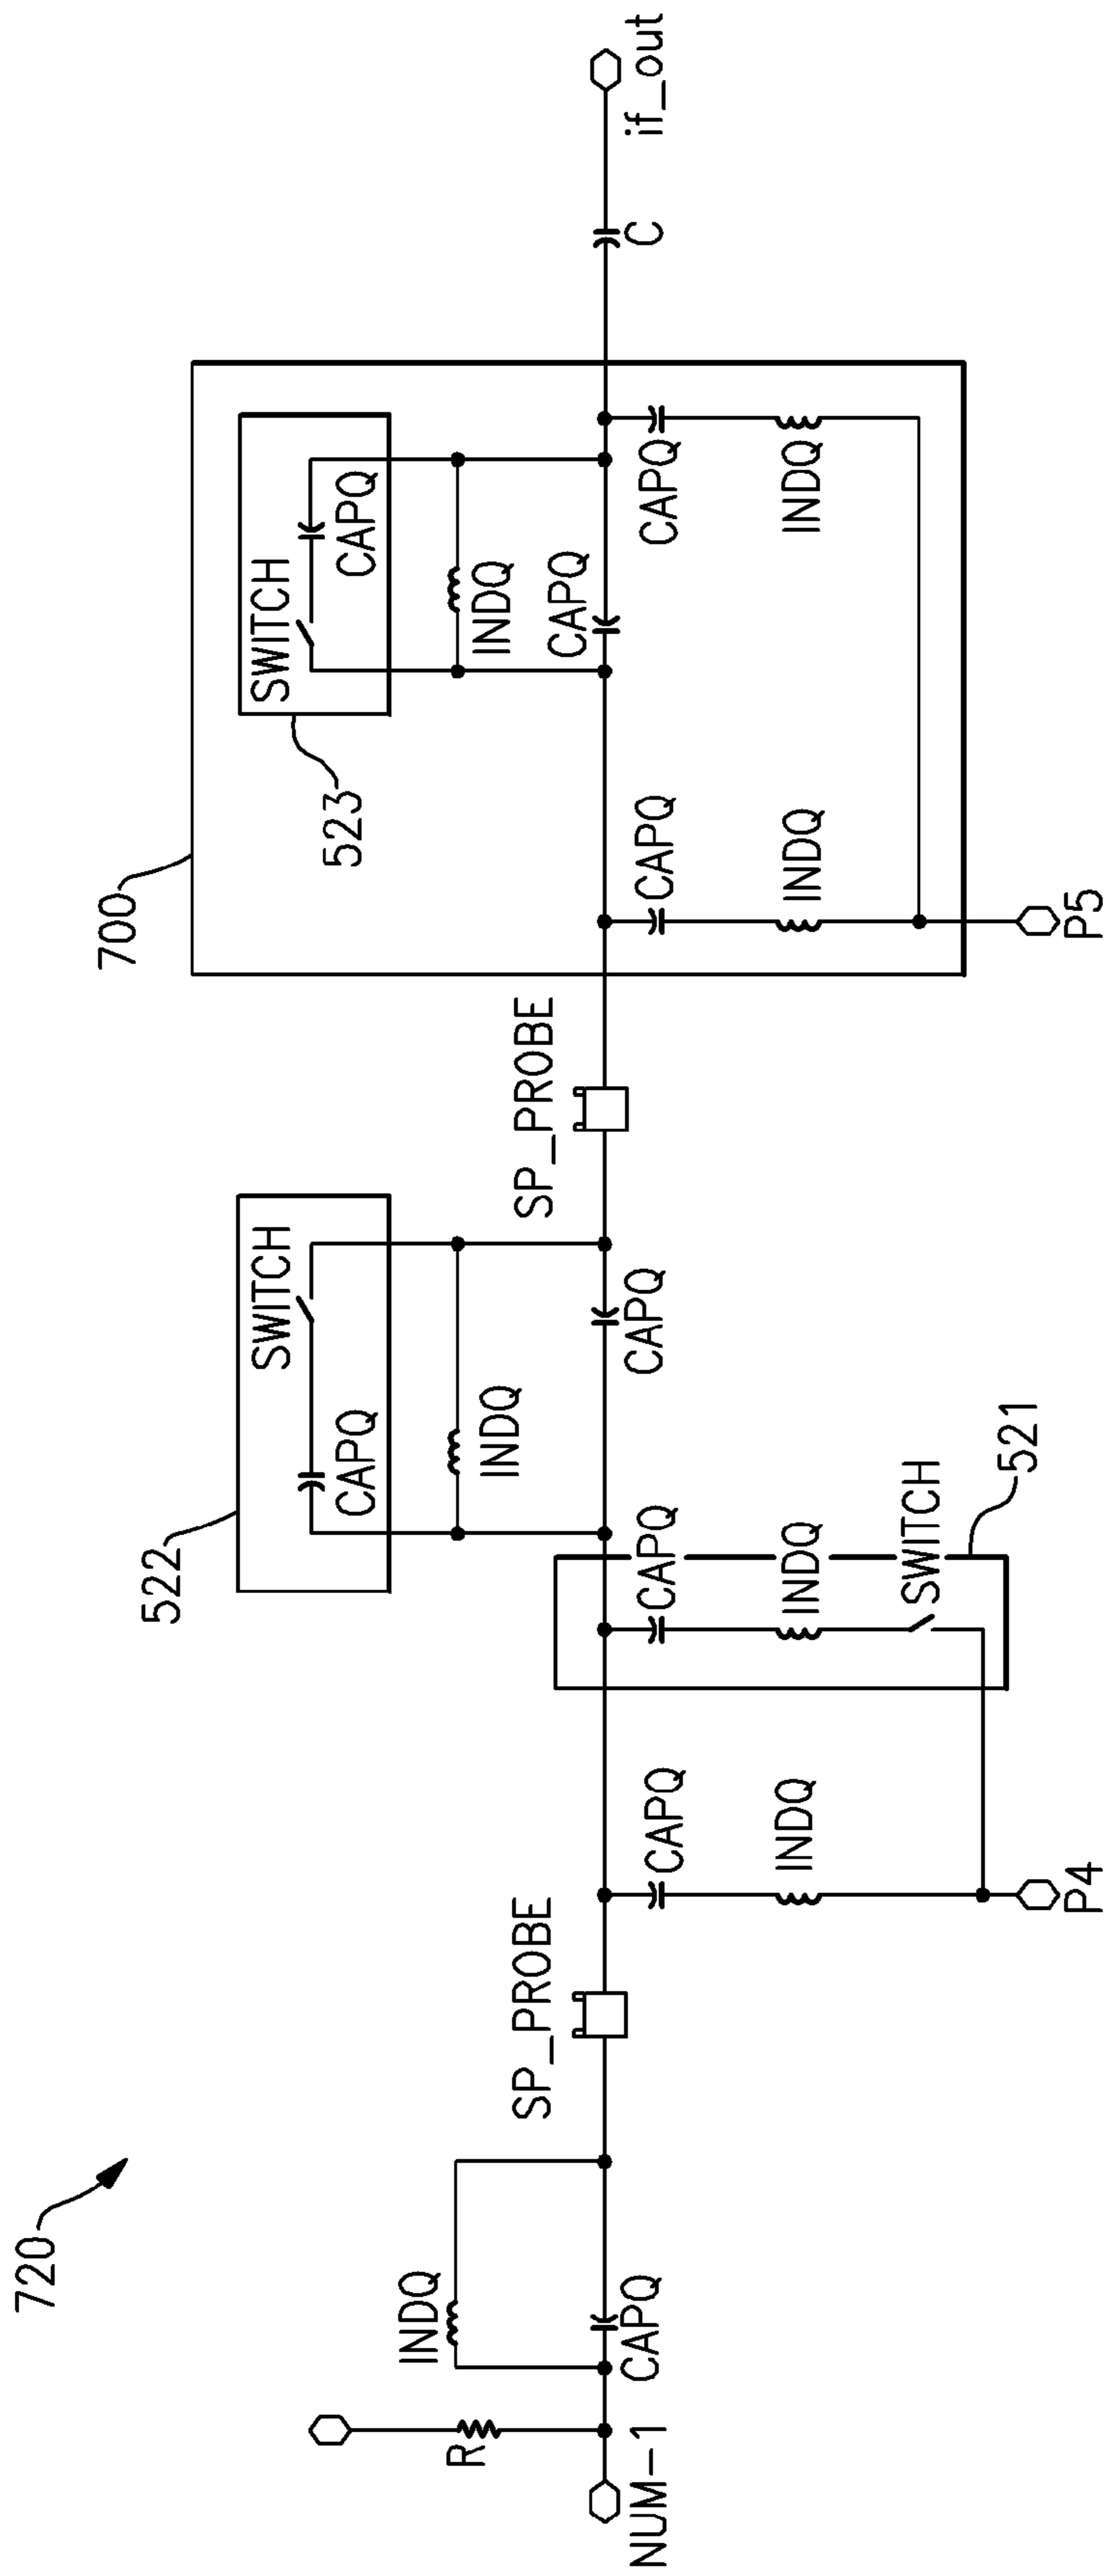 720
NUM-1
R
INDQ
CAPQ
SP_PROBE
CAPQ
INDQ
P4
CAPQ
INDQ
SWITCH
521
522
SWITCH
CAPQ
INDQ
CAPQ
SP_PROBE
700
523
SWITCH
CAPQ
INDQ
CAPQ
CAPQ
INDQ
CAPQ
INDQ
P5
C
if_out